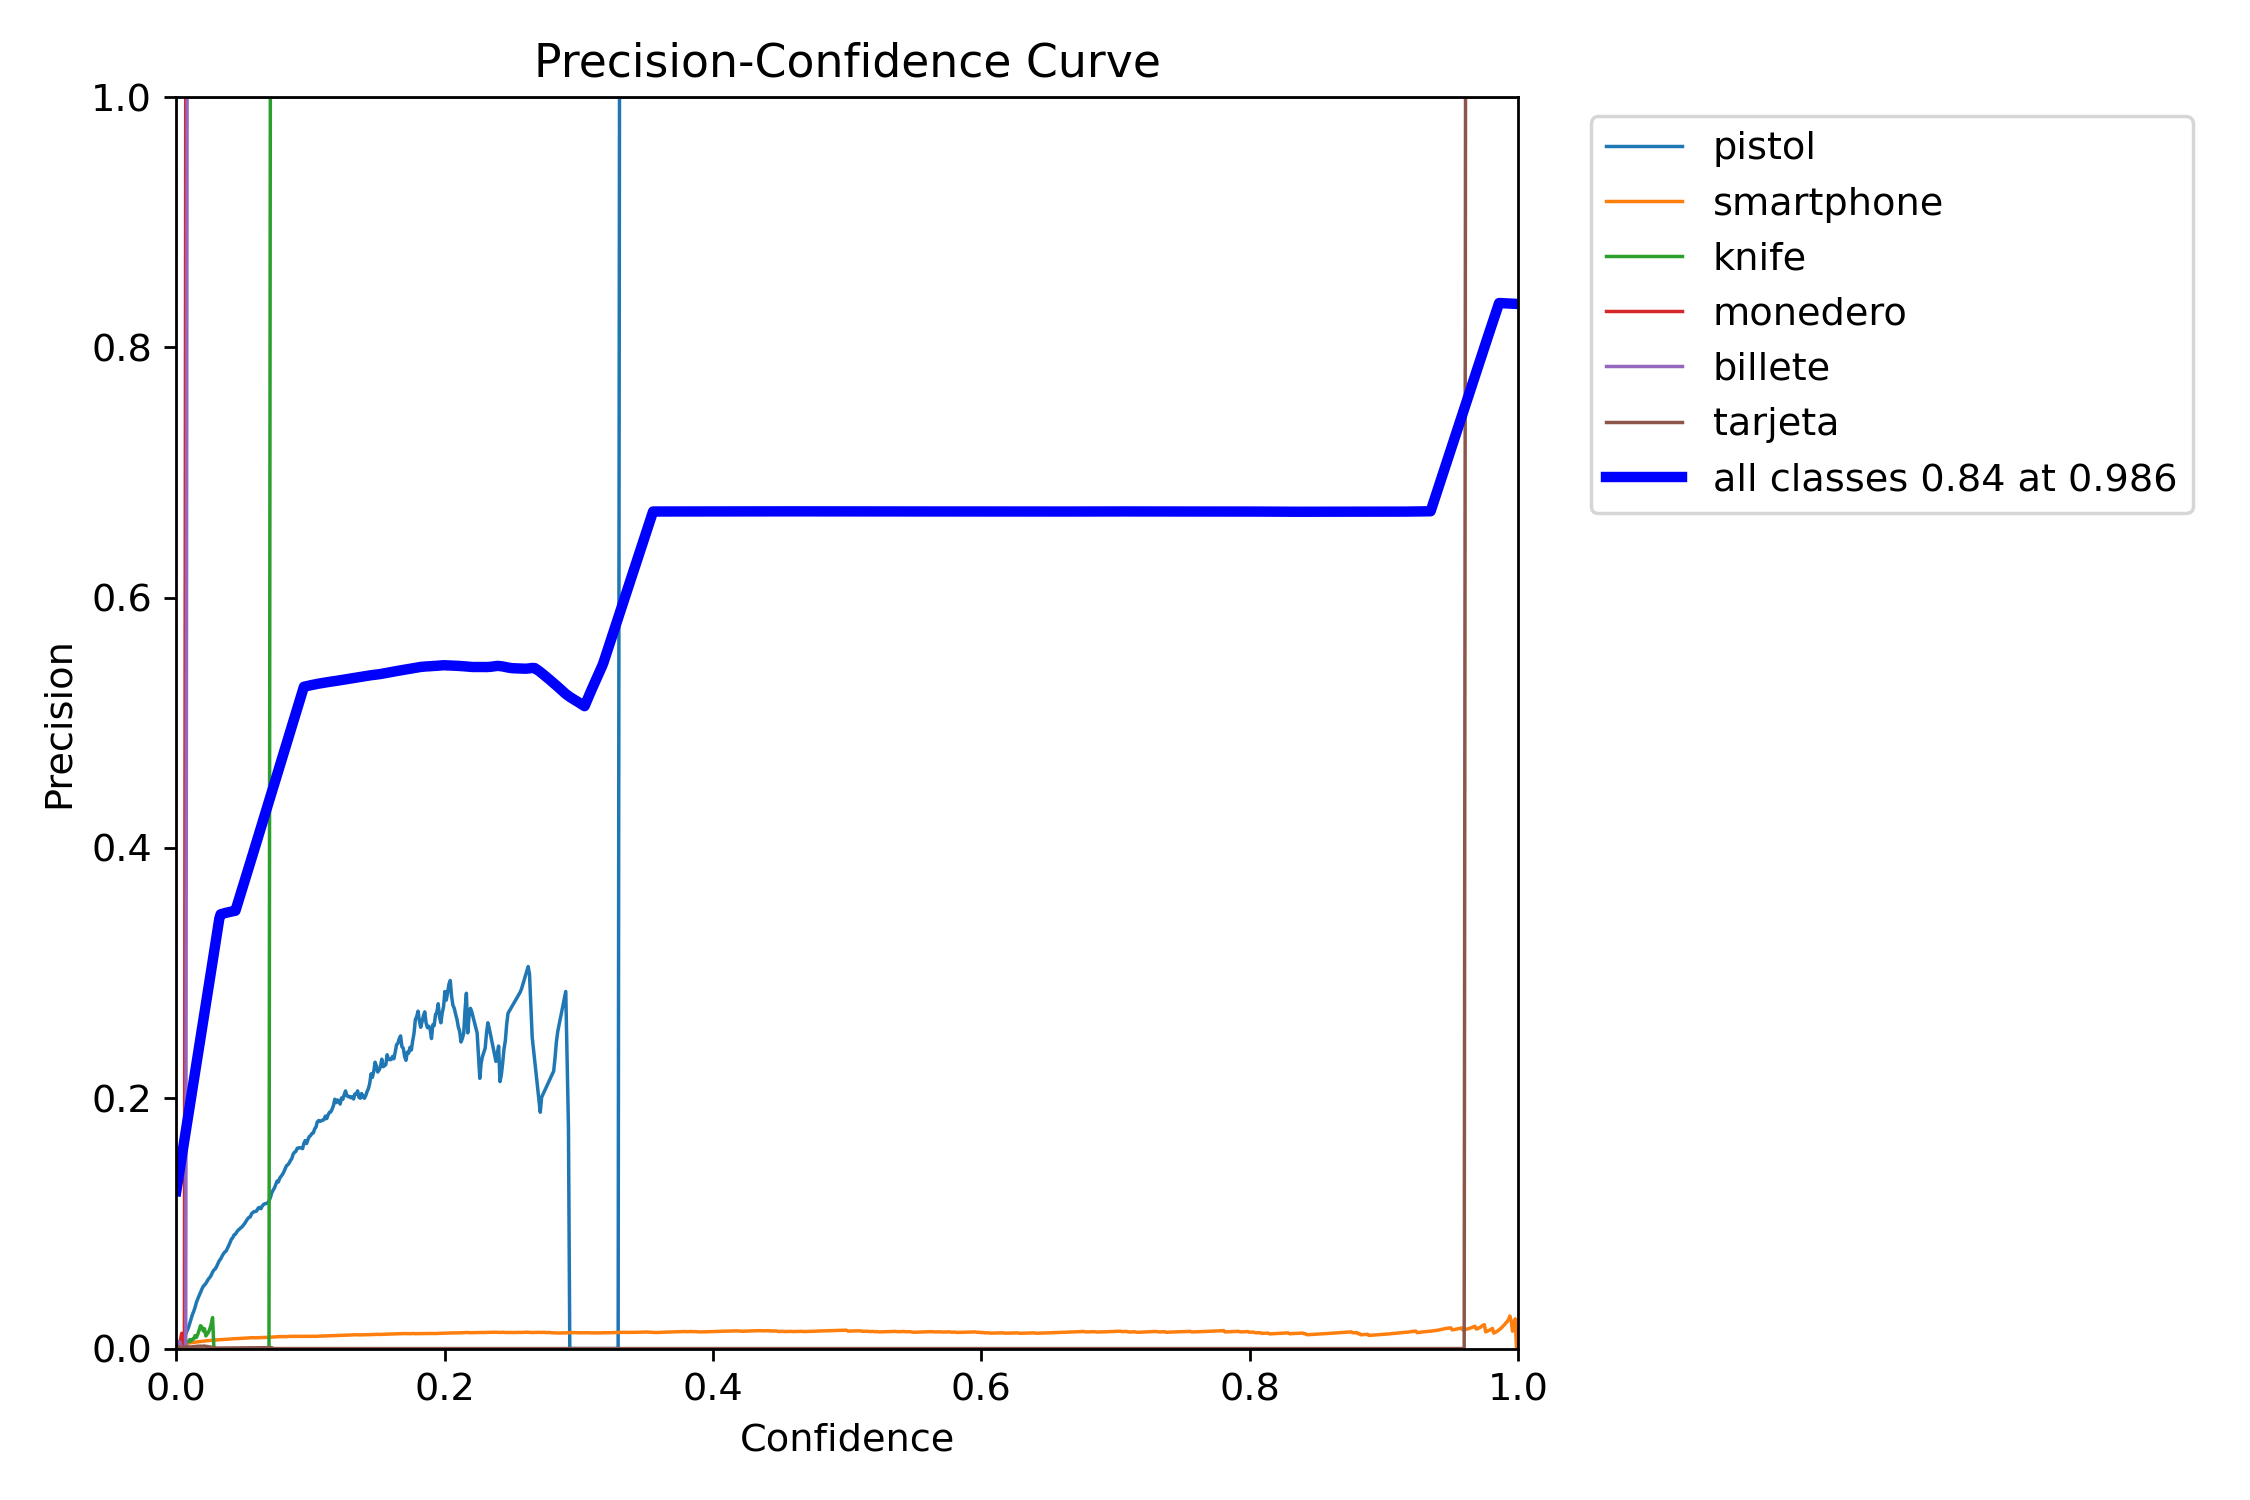 Precision-Confidence Curve
1.0
0.8
0.6
0.4
0.2
0.0
Precision
0.0 0.2 0.4 0.6 0.8 1.0
Confidence
pistol
smartphone
knife
monedero
billete
tarjeta
all classes 0.84 at 0.986